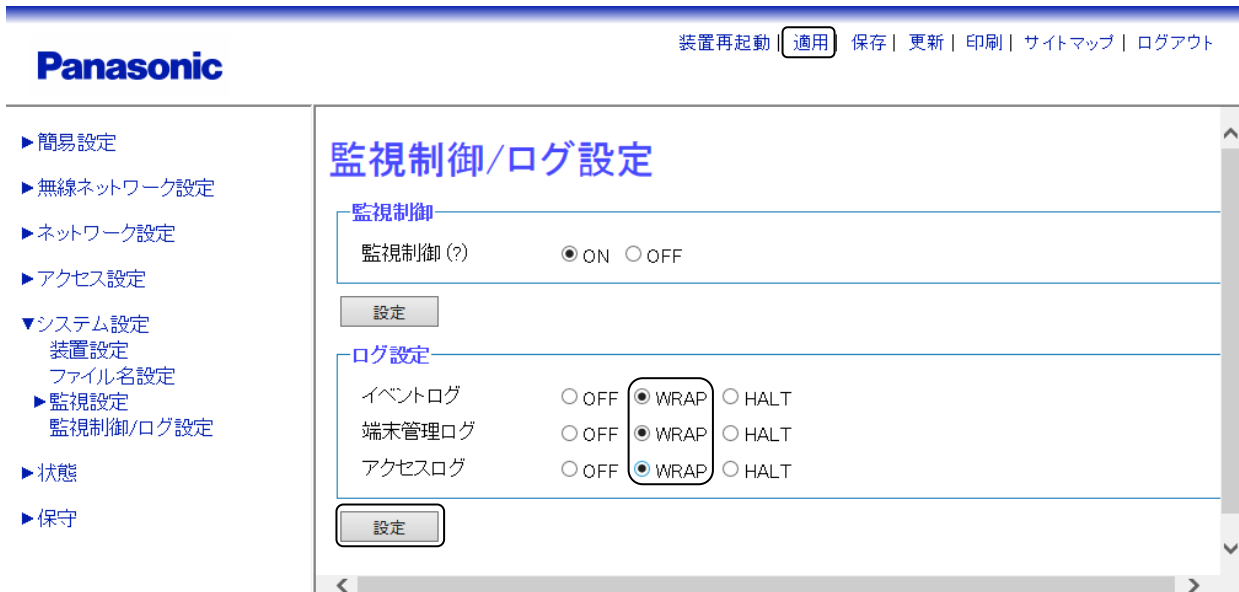 Panasonic
装置再起動 | 適用 | 保存 | 更新 | 印刷 | サイトマップ | ログアウト
▶簡易設定
▶無線ネットワーク設定
▶ネットワーク設定
▶アクセス設定
▼システム設定
装置設定
ファイル名設定
▶監視設定
監視制御/ログ設定
▶状態
▶保守
監視制御/ログ設定
監視制御
監視制御 (?) ON OFF
設定
ログ設定
イベントログ OFF WRAP HALT
端末管理ログ OFF WRAP HALT
アクセスログ OFF WRAP HALT
設定